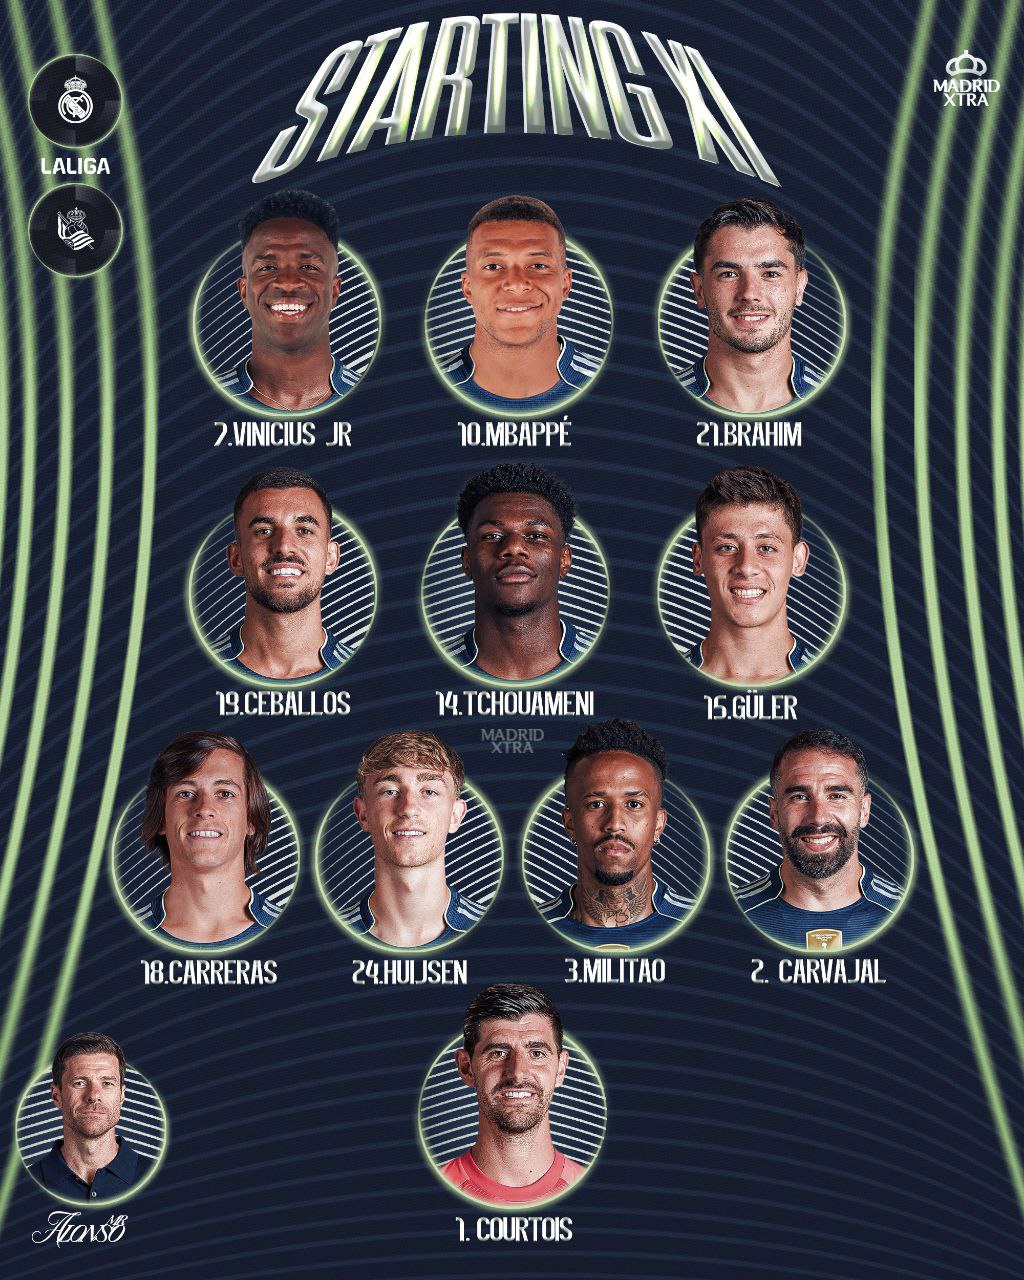 STARTING XI
MADRID
XTRA
LALIGA
7.VINICIUS JR
10.MBAPPÉ
21.BRAHIM
19.CEBALLOS
14.TCHOUAMENI
15.GÜLER
MADRID
XTRA
18.CARRERAS
24.HUIJSEN
3.MILITAO
2. CARVAJAL
MR
ALONSO
1. COURTOIS